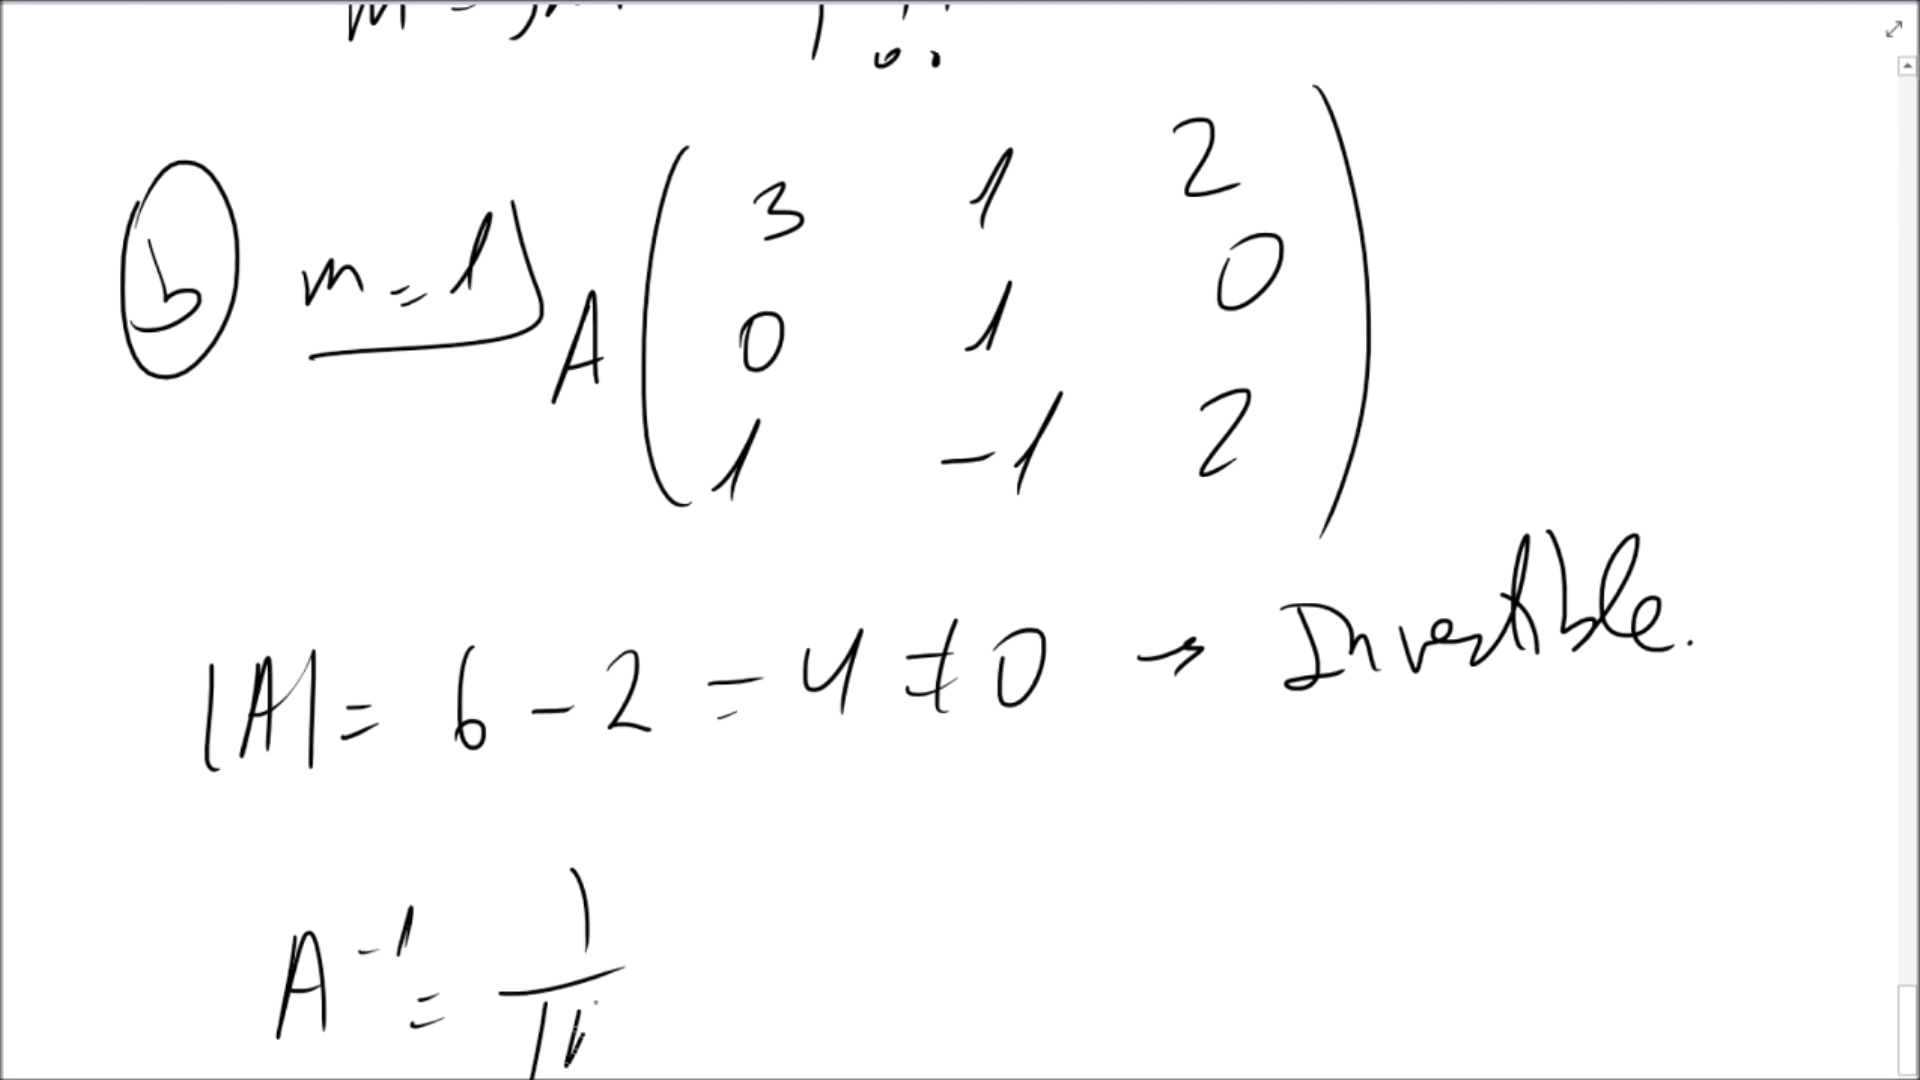 b m = 1 A ( 3 1 2
0 1 0
1 -1 2 )
|A| = 6 - 2 = 4 ≠ 0 → Invertible.
A⁻¹ = 1